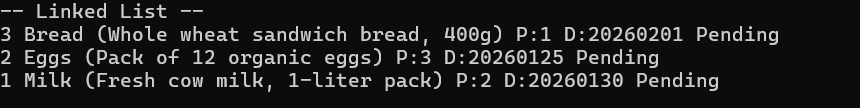 -- Linked List --
3 Bread (Whole wheat sandwich bread, 400g) P:1 D:20260201 Pending
2 Eggs (Pack of 12 organic eggs) P:3 D:20260125 Pending
1 Milk (Fresh cow milk, 1-liter pack) P:2 D:20260130 Pending